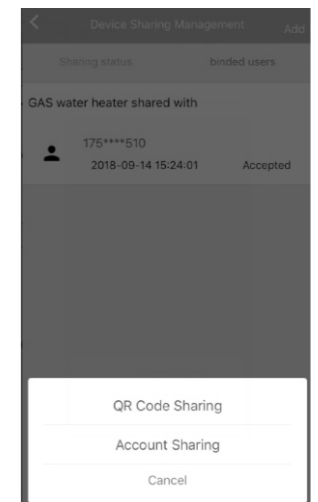 Device Sharing Management
Add
Sharing status
binded users
GAS water heater shared with
175****510
2018-09-14 15:24:01
Accepted
QR Code Sharing
Account Sharing
Cancel